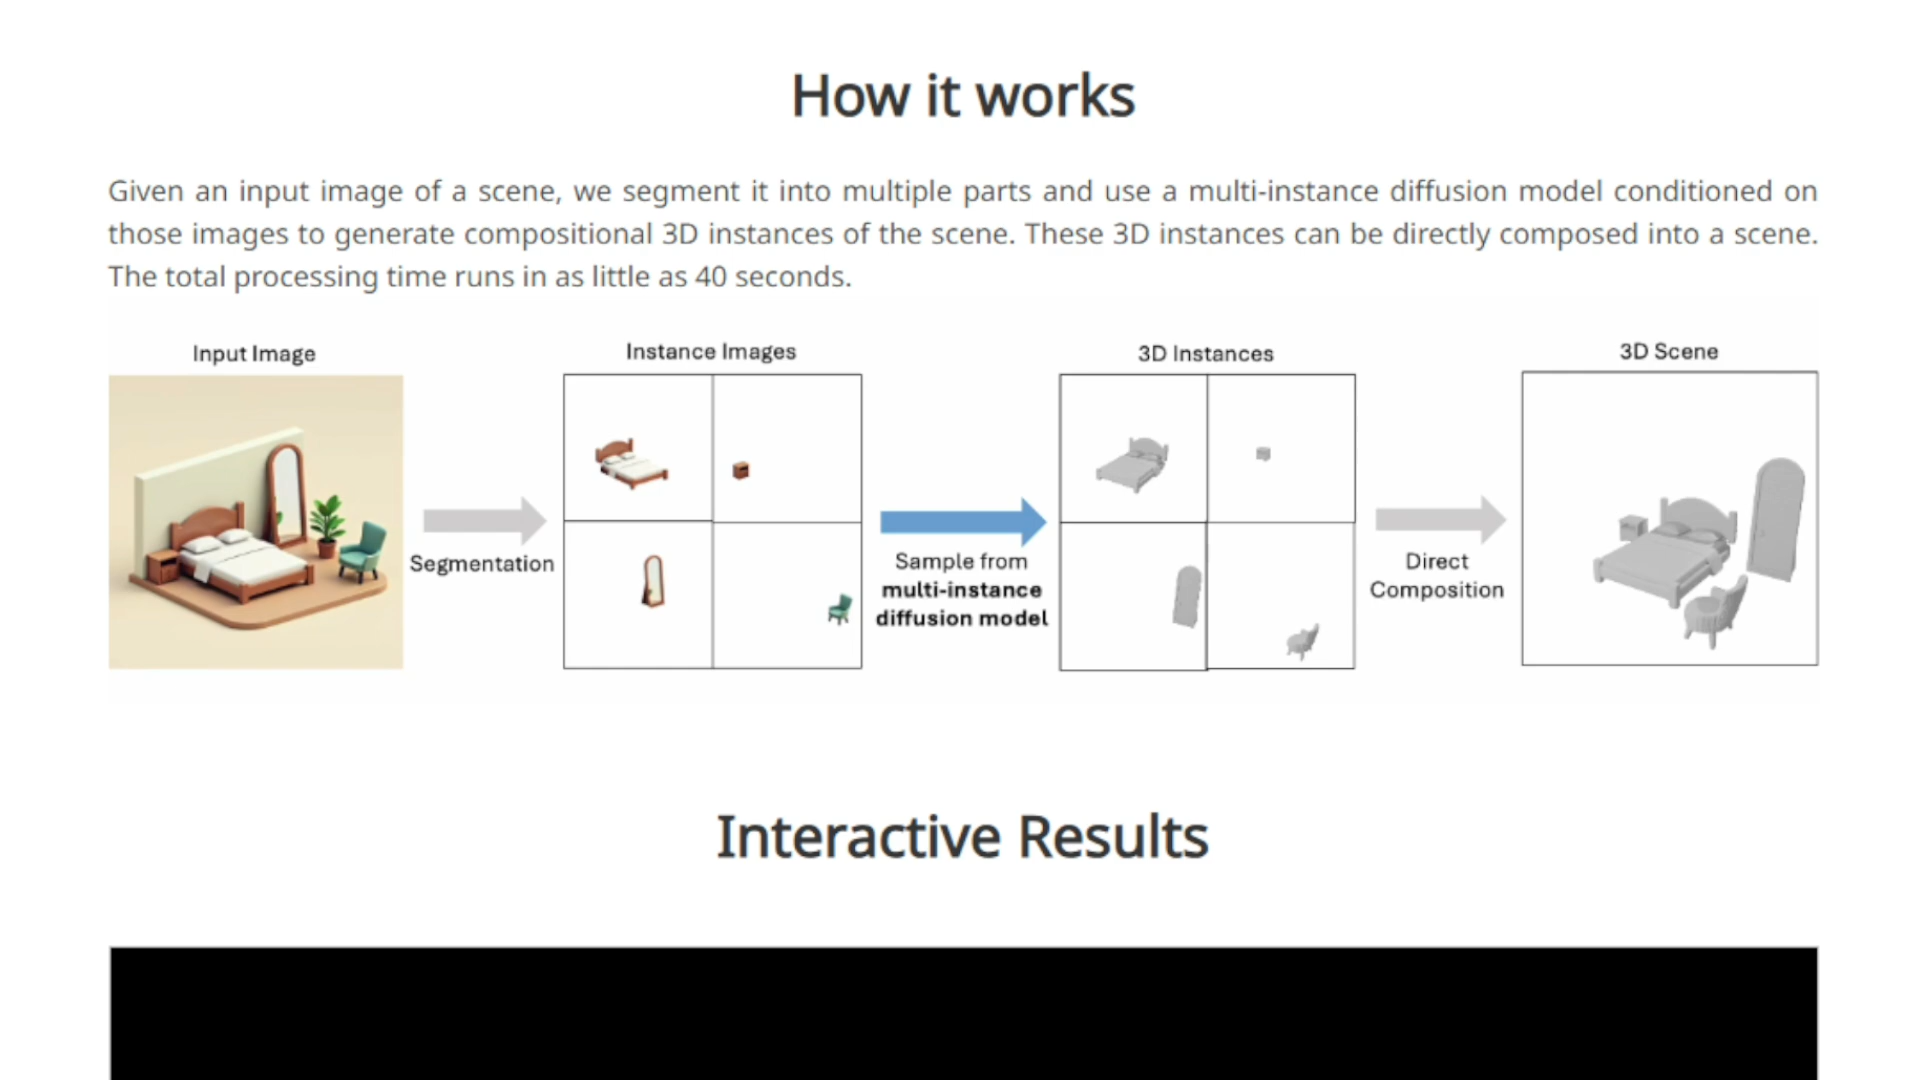 How it works
Given an input image of a scene, we segment it into multiple parts and use a multi-instance diffusion model conditioned on
those images to generate compositional 3D instances of the scene. These 3D instances can be directly composed into a scene.
The total processing time runs in as little as 40 seconds.
Input Image
Instance Images
3D Instances
3D Scene
Segmentation
Sample from
multi-instance
diffusion model
Direct
Composition
Interactive Results